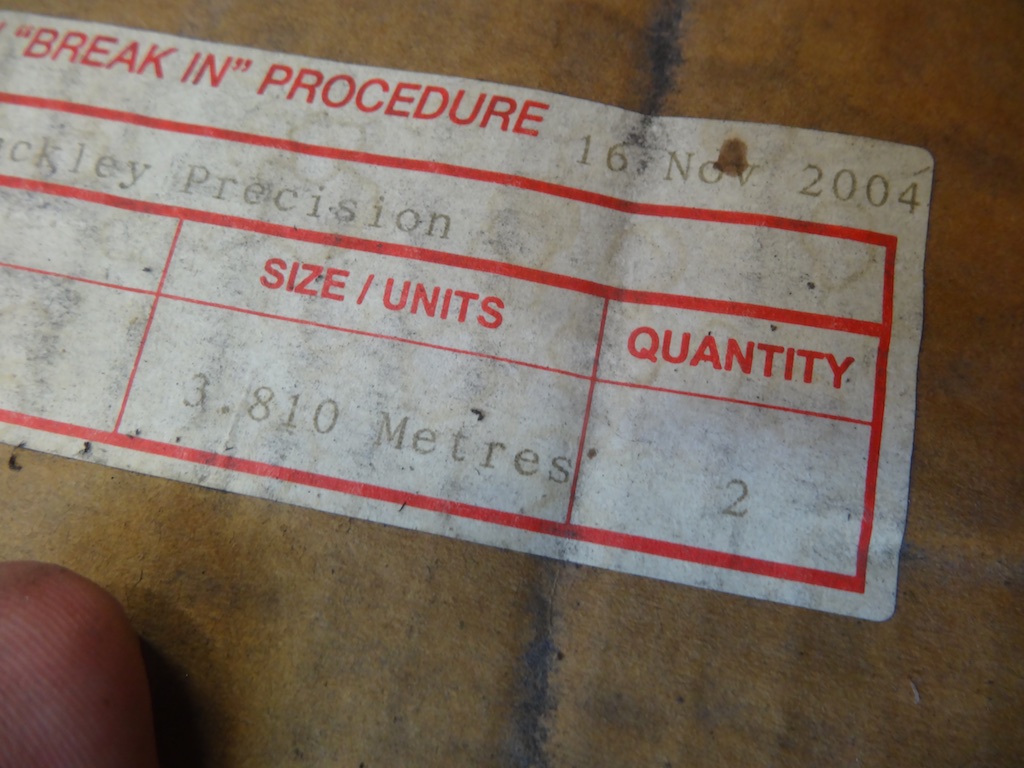 "BREAK IN" PROCEDURE
16 Nov 2004
Precision
SIZE / UNITS
QUANTITY
3.810 Metres
2